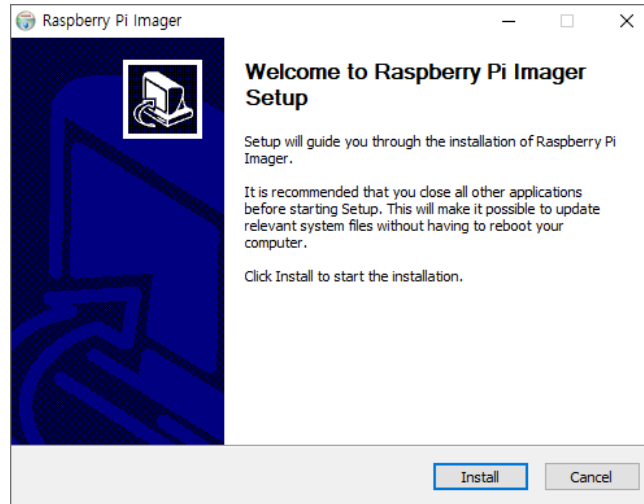 Raspberry Pi Imager
Welcome to Raspberry Pi Imager
Setup
Setup will guide you through the installation of Raspberry Pi
Imager.
It is recommended that you close all other applications
before starting Setup. This will make it possible to update
relevant system files without having to reboot your
computer.
Click Install to start the installation.
Install
Cancel